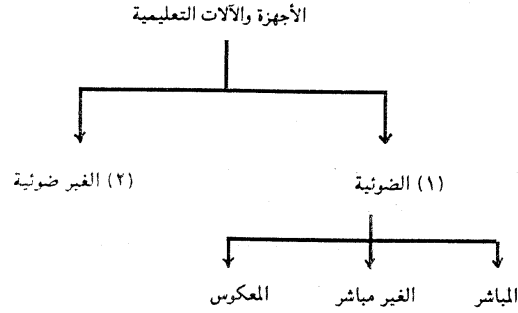 الأجهزة والآلات التعليمية
(١) الضوئية (٢) الغير ضوئية
المباشر الغير مباشر المعكوس